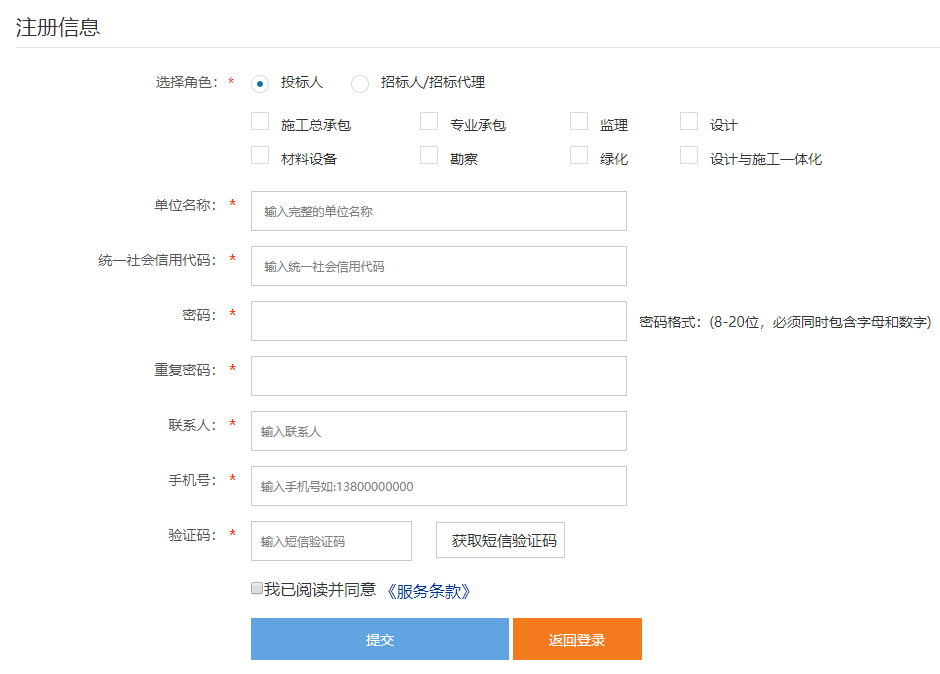 注册信息
选择角色： * 投标人 招标人/招标代理
施工总承包 专业承包 监理 设计
材料设备 勘察 绿化 设计与施工一体化
单位名称： * 输入完整的单位名称
统一社会信用代码： * 输入统一社会信用代码
密码： * 密码格式：(8-20位，必须同时包含字母和数字)
重复密码： *
联系人： * 输入联系人
手机号： * 输入手机号如:13800000000
验证码： * 输入短信验证码 获取短信验证码
我已阅读并同意 《服务条款》
提交 返回登录